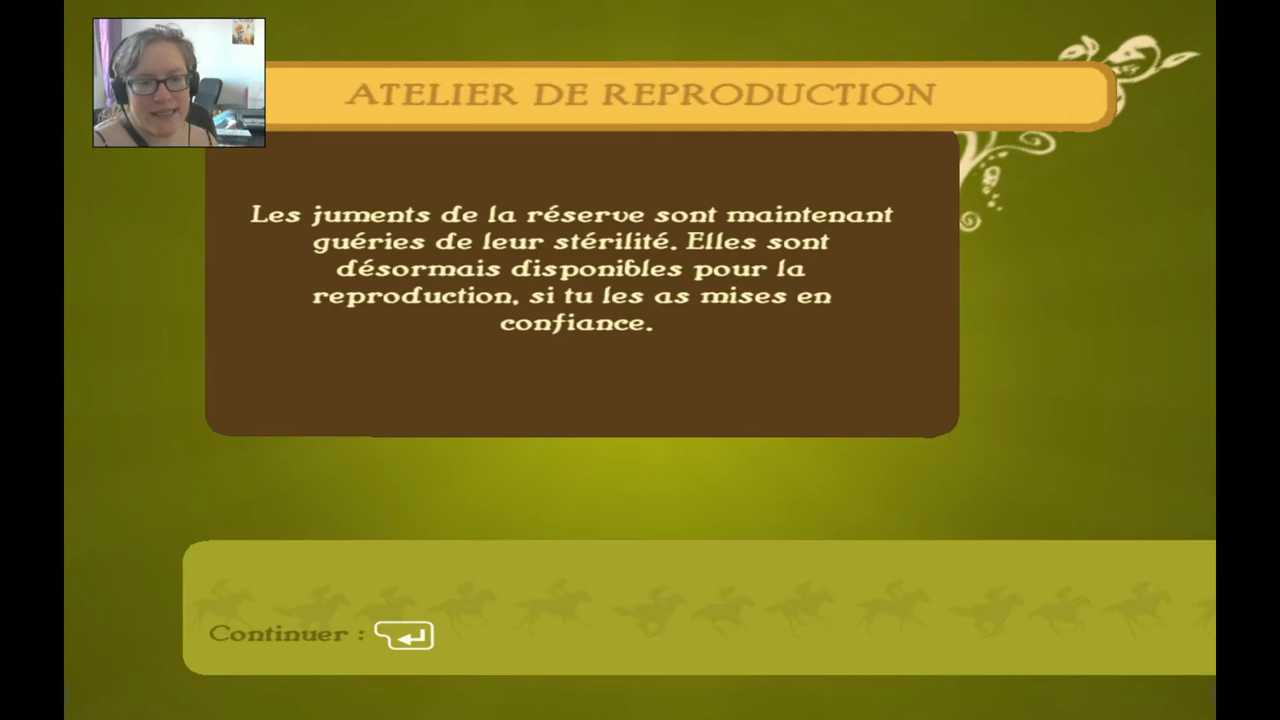 ATELIER DE REPRODUCTION
Les juments de la réserve sont maintenant
guéries de leur stérilité. Elles sont
désormais disponibles pour la
reproduction, si tu les as mises en
confiance.
Continuer :